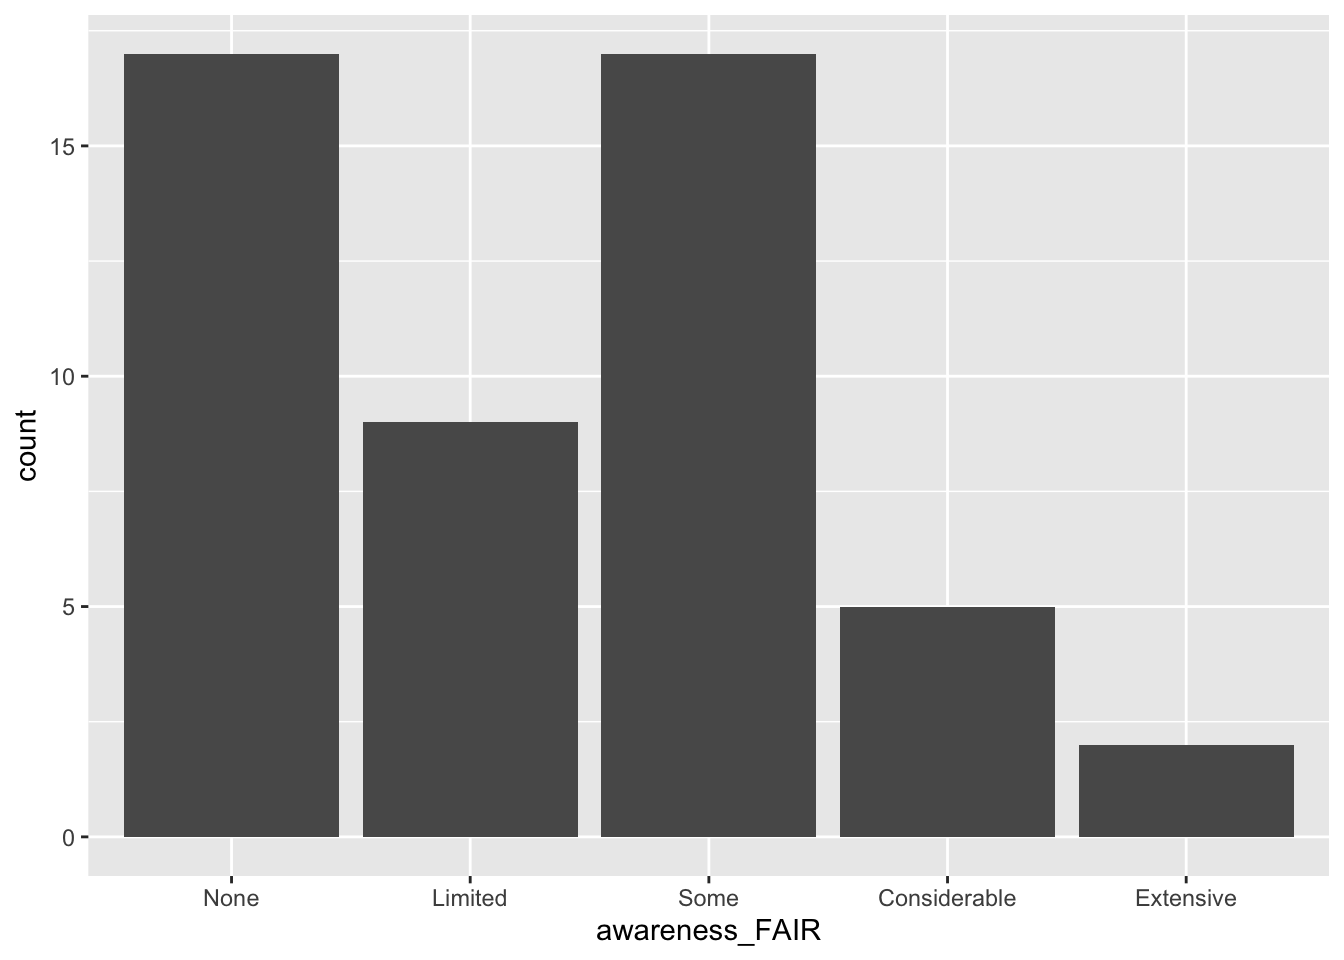 count
15
10
5
0
None
Limited
Some
Considerable
Extensive
awareness_FAIR